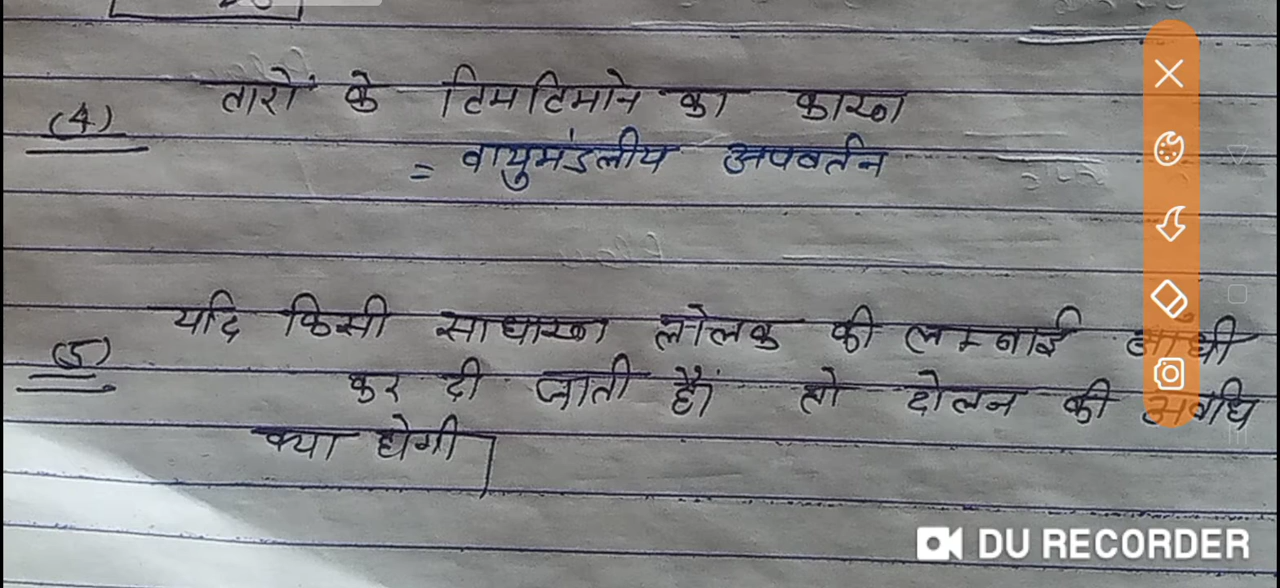 (4) तारों के टिमटिमाने का कारण
= वायुमंडलीय अपवर्तन
(5) यदि किसी साधारण लोलक की लम्बाई आधी
कर दी जाती है। तो दोलन की अवधि
क्या होगी
DU RECORDER